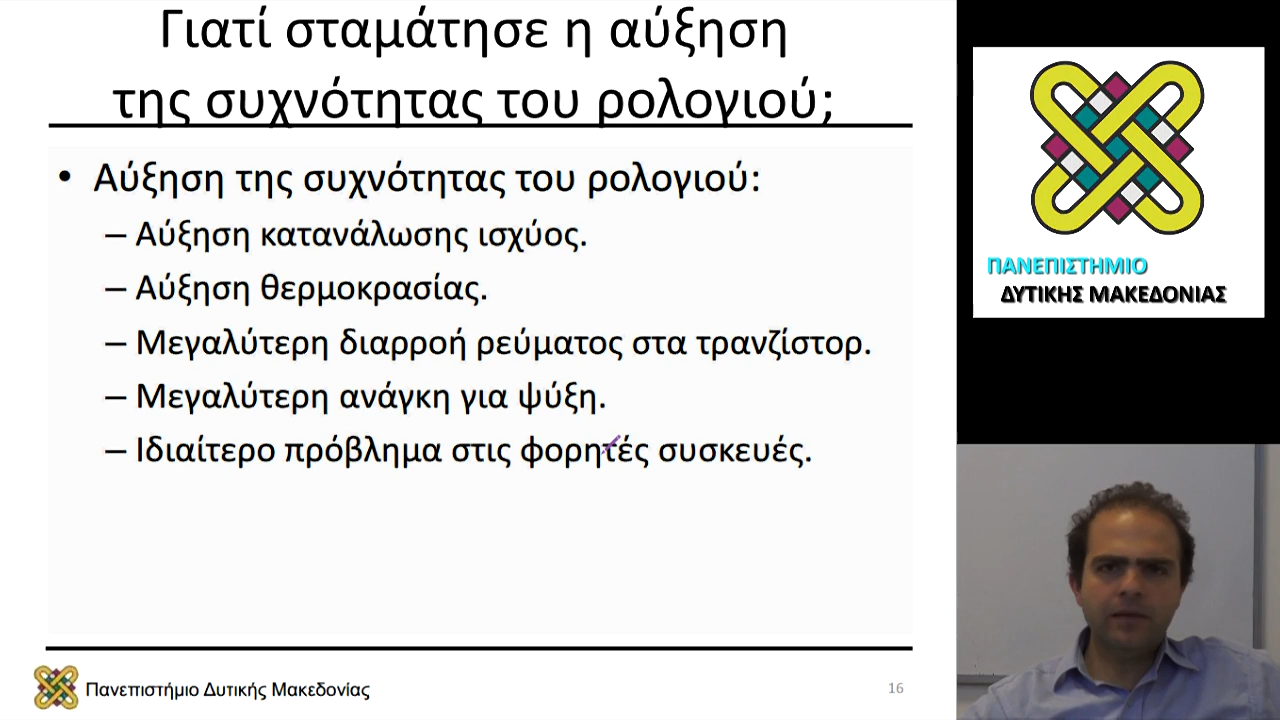 Γιατί σταμάτησε η αύξηση
της συχνότητας του ρολογιού;
• Αύξηση της συχνότητας του ρολογιού:
– Αύξηση κατανάλωσης ισχύος.
– Αύξηση θερμοκρασίας.
– Μεγαλύτερη διαρροή ρεύματος στα τρανζίστορ.
– Μεγαλύτερη ανάγκη για ψύξη.
– Ιδιαίτερο πρόβλημα στις φορητές συσκευές.
Πανεπιστήμιο Δυτικής Μακεδονίας
16
ΠΑΝΕΠΙΣΤΗΜΙΟ
ΔΥΤΙΚΗΣ ΜΑΚΕΔΟΝΙΑΣ